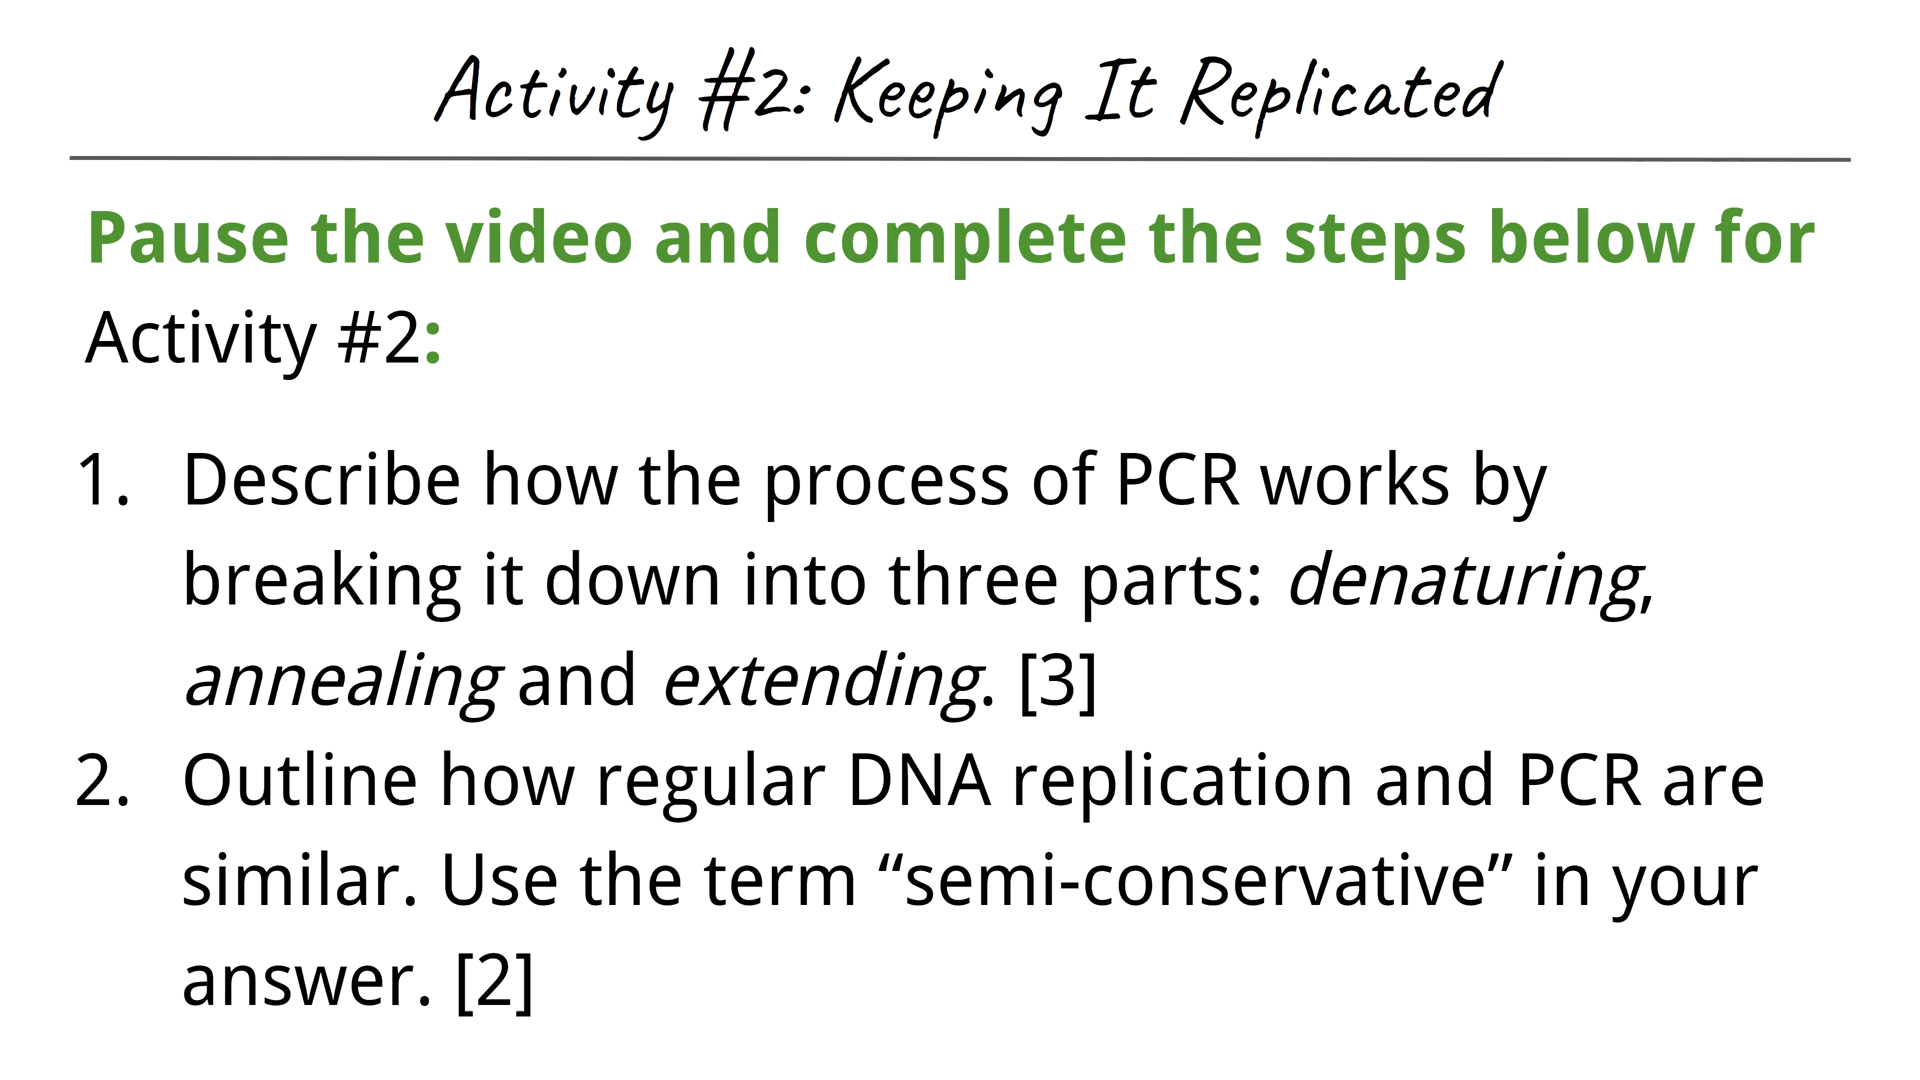 Activity #2: Keeping It Replicated
Pause the video and complete the steps below for
Activity #2:
1. Describe how the process of PCR works by
breaking it down into three parts: denaturing,
annealing and extending. [3]
2. Outline how regular DNA replication and PCR are
similar. Use the term “semi-conservative” in your
answer. [2]